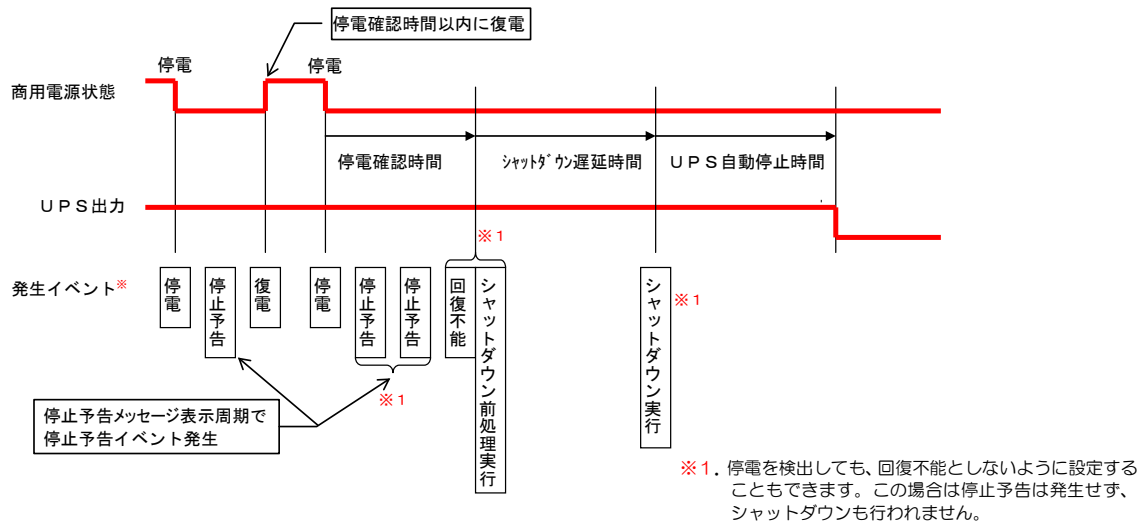 停電確認時間以内に復電
停電
停電
商用電源状態
停電確認時間
ｼｬｯﾄﾀﾞｳﾝ遅延時間
ＵＰＳ自動停止時間
ＵＰＳ出力
※１
発生イベント※
停電
停止予告
復電
停電
停止予告
停止予告
回復不能
シャットダウン前処理実行
シャットダウン実行
※１
※１
停止予告メッセージ表示周期で
停止予告イベント発生
※１．停電を検出しても、回復不能としないように設定する
こともできます。この場合は停止予告は発生せず、
シャットダウンも行われません。